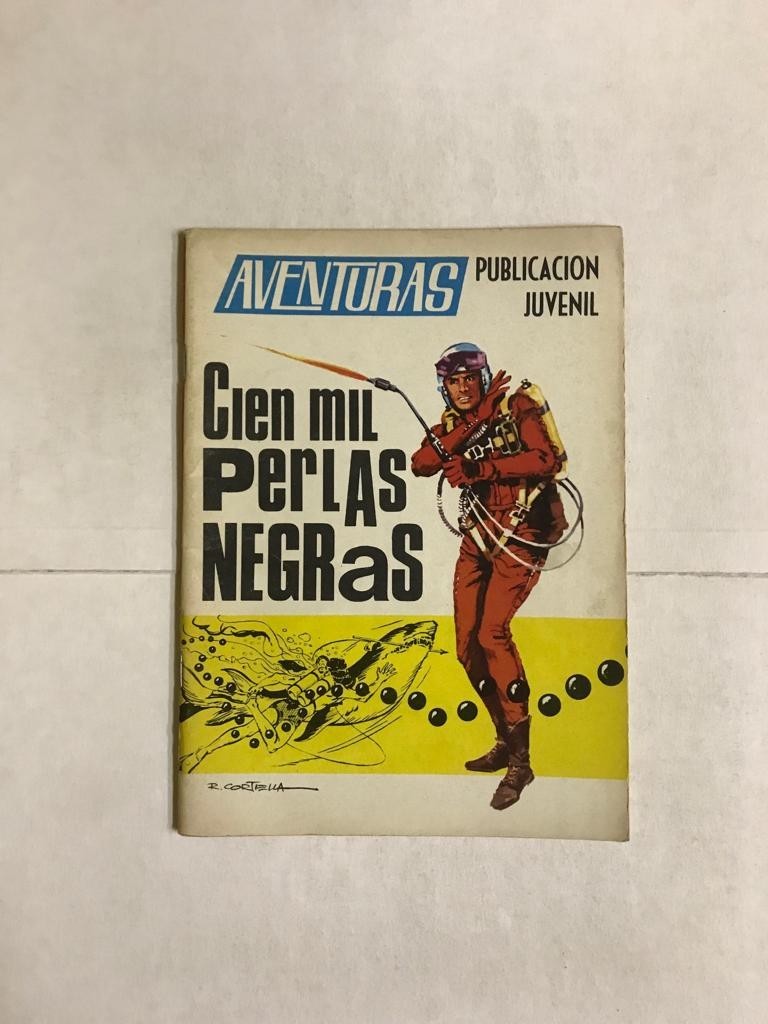 AVENTURAS
PUBLICACION
JUVENIL
Cien mil
PerLAS
NEGRaS
R. CORTIELLA